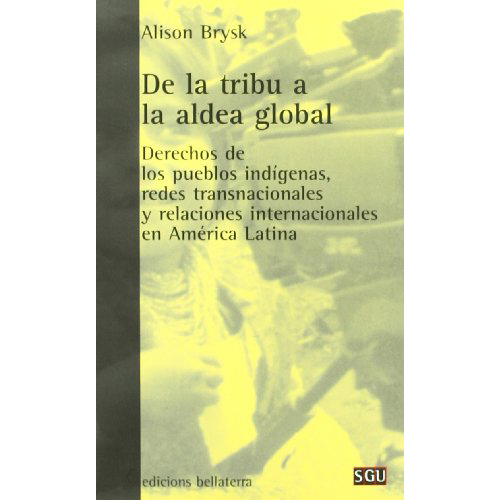 Alison Brysk
De la tribu a
la aldea global
Derechos de
los pueblos indígenas,
redes transnacionales
y relaciones internacionales
en América Latina
edicions bellaterra
SGU